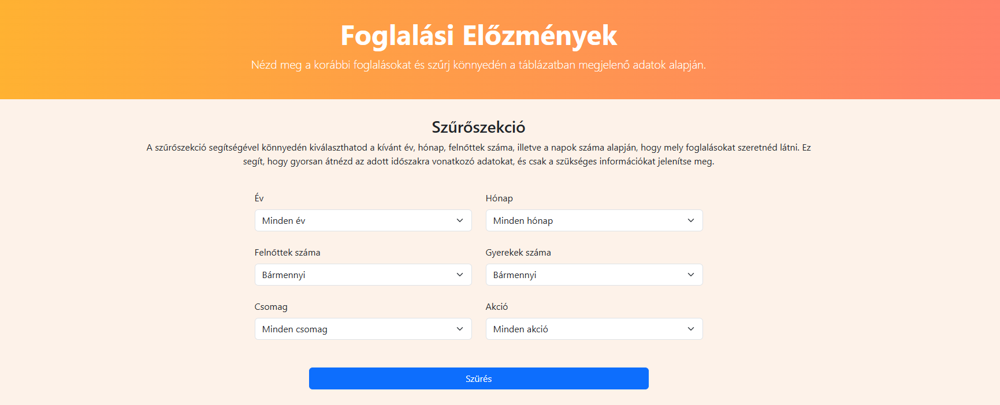 Foglalási Előzmények
Nézd meg a korábbi foglalásokat és szűrj könnyedén a táblázatban megjelenő adatok alapján.
Szűrőszekció
A szűrőszekció segítségével könnyedén kiválaszthatod a kívánt év, hónap, felnőttek száma, illetve a napok száma alapján, hogy mely foglalásokat szeretnéd látni. Ez
segít, hogy gyorsan átnézd az adott időszakra vonatkozó adatokat, és csak a szükséges információkat jelenítse meg.
Év
Hónap
Minden év
Minden hónap
Felnőttek száma
Gyerekek száma
Bármennyi
Bármennyi
Csomag
Akció
Minden csomag
Minden akció
Szürés